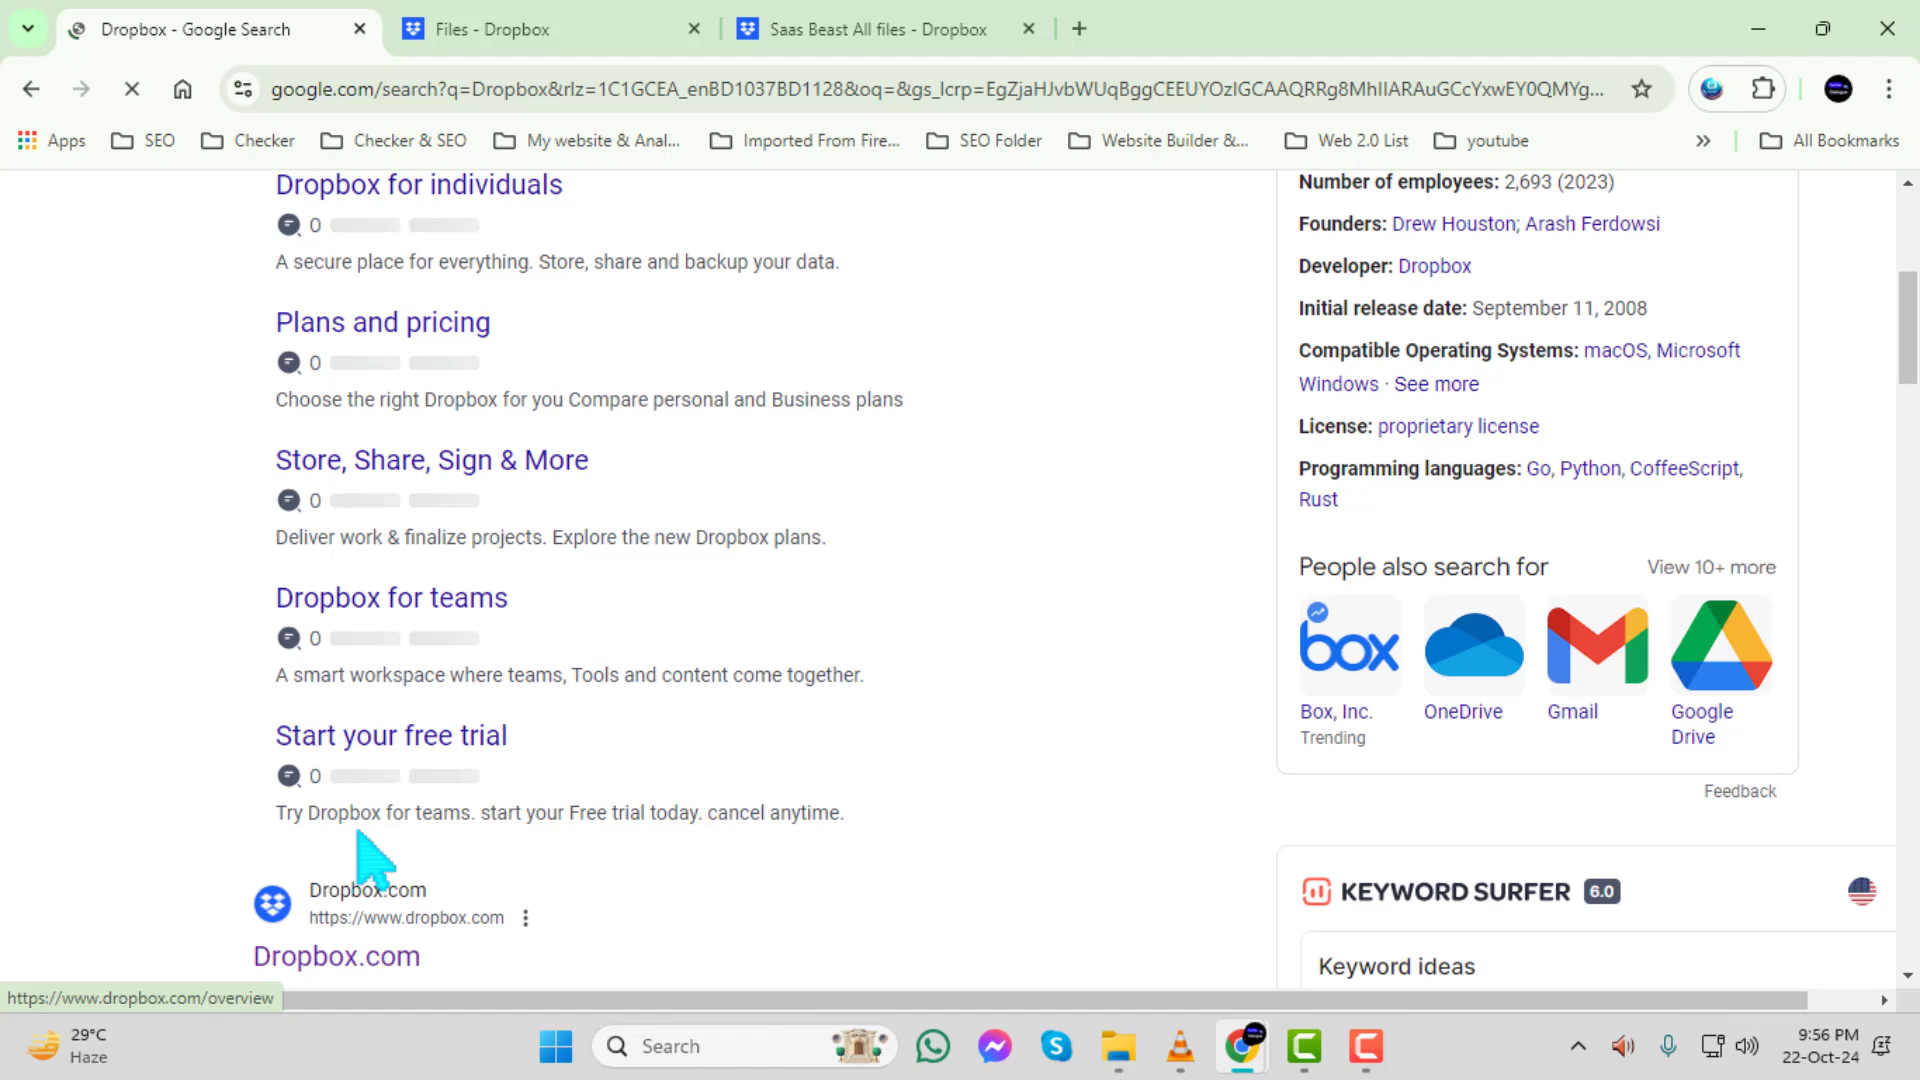 Dropbox - Google Search
Files - Dropbox
Saas Beast All files - Dropbox
google.com/search?q=Dropbox&rlz=1C1GCEA_enBD1037BD1128&oq=&gs_lcrp=EgZjaHJvbWUqBggCEEUYOzIGCAAQRRg8MhIIARAuGCcYxwEY0QMYg...
Apps
SEO
Checker
Checker & SEO
My website & Anal...
Imported From Fire...
SEO Folder
Website Builder &...
Web 2.0 List
youtube
All Bookmarks
Dropbox for individuals
0
A secure place for everything. Store, share and backup your data.
Plans and pricing
0
Choose the right Dropbox for you Compare personal and Business plans
Store, Share, Sign & More
0
Deliver work & finalize projects. Explore the new Dropbox plans.
Dropbox for teams
0
A smart workspace where teams, Tools and content come together.
Start your free trial
0
Try Dropbox for teams. start your Free trial today. cancel anytime.
Dropbox.com
https://www.dropbox.com
Dropbox.com
https://www.dropbox.com/overview
Number of employees: 2,693 (2023)
Founders: Drew Houston; Arash Ferdowsi
Developer: Dropbox
Initial release date: September 11, 2008
Compatible Operating Systems: macOS, Microsoft
Windows · See more
License: proprietary license
Programming languages: Go, Python, CoffeeScript,
Rust
People also search for
View 10+ more
box
Box, Inc.
Trending
OneDrive
Gmail
Google
Drive
Feedback
KEYWORD SURFER 6.0
Keyword ideas
29°C
Haze
Search
9:56 PM
22-Oct-24